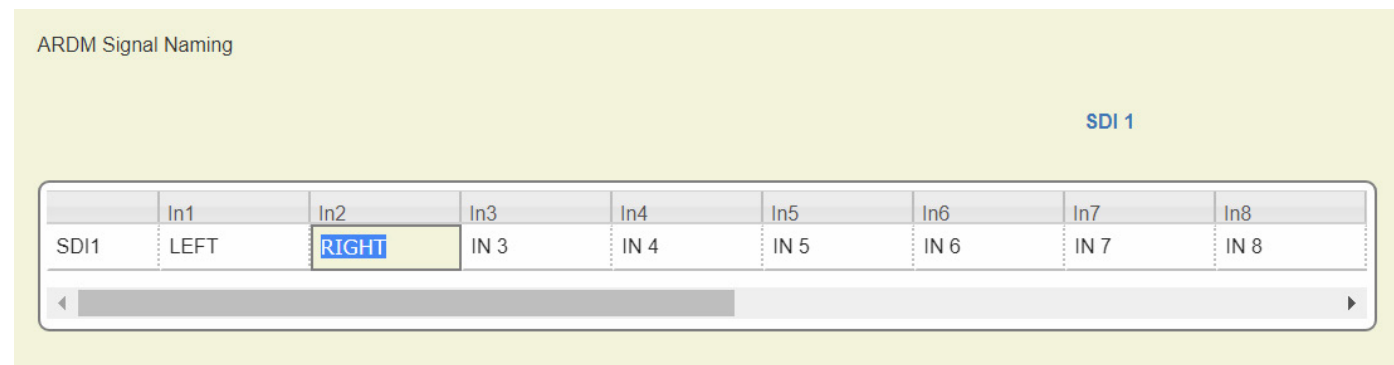 ARDM Signal Naming
SDI 1
In1 In2 In3 In4 In5 In6 In7 In8
SDI1 LEFT RIGHT IN 3 IN 4 IN 5 IN 6 IN 7 IN 8